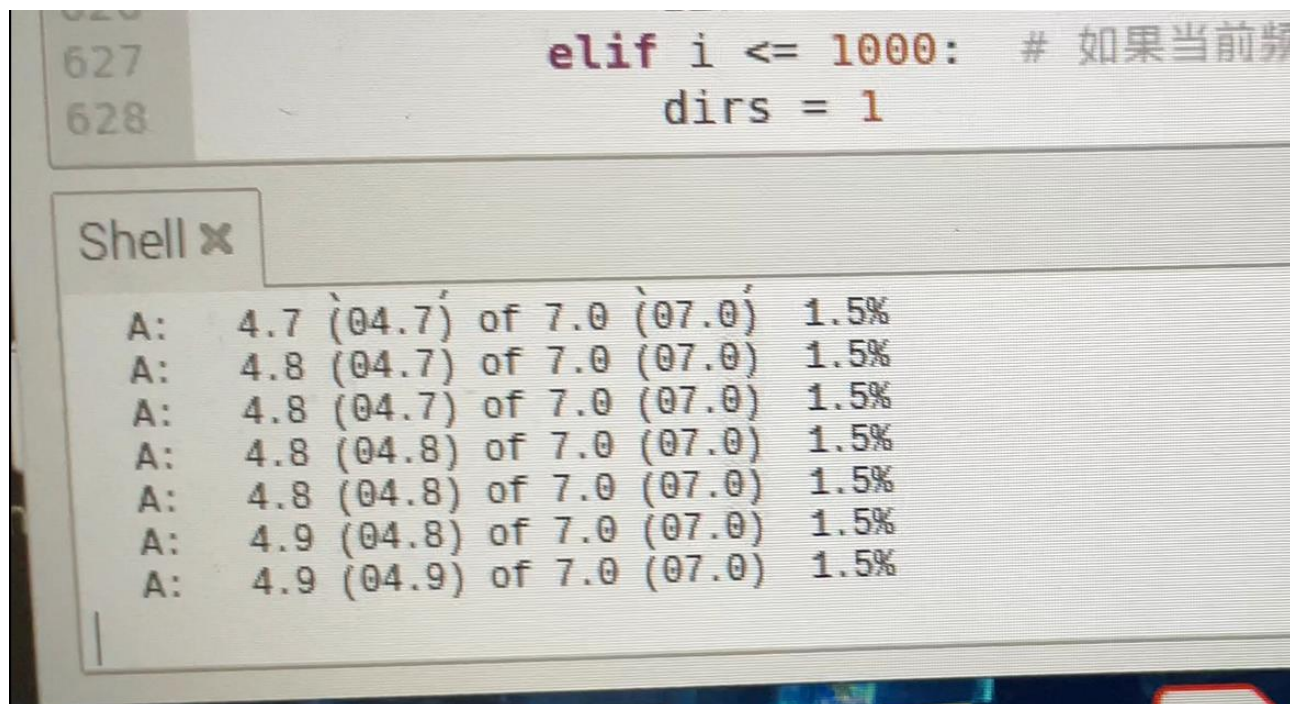 627 elif i <= 1000: # 如果当前频
628 dirs = 1
Shell
A: 4.7 (04.7) of 7.0 (07.0) 1.5%
A: 4.8 (04.7) of 7.0 (07.0) 1.5%
A: 4.8 (04.7) of 7.0 (07.0) 1.5%
A: 4.8 (04.8) of 7.0 (07.0) 1.5%
A: 4.8 (04.8) of 7.0 (07.0) 1.5%
A: 4.9 (04.8) of 7.0 (07.0) 1.5%
A: 4.9 (04.9) of 7.0 (07.0) 1.5%